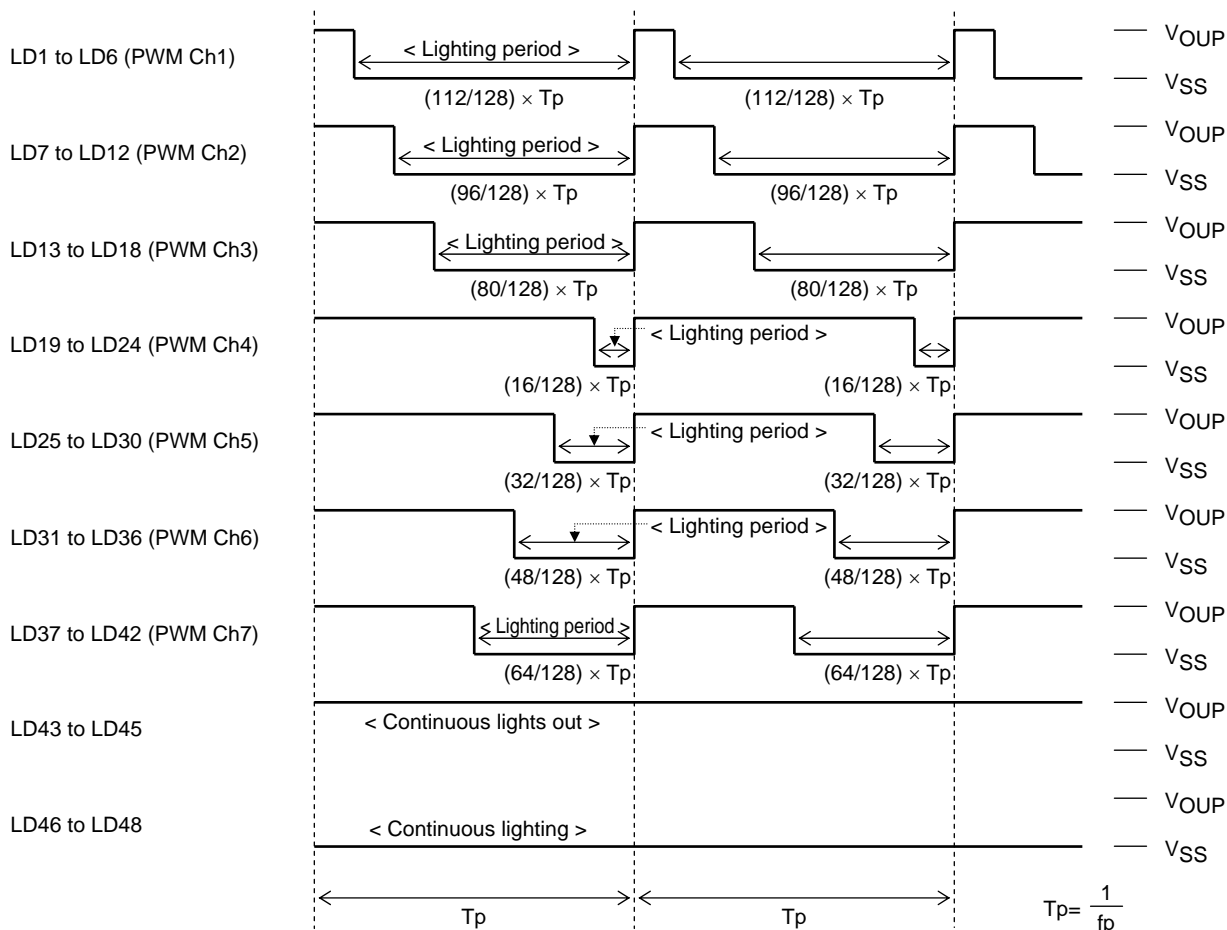 LD1 to LD6 (PWM Ch1)
< Lighting period >
(112/128) × Tp
(112/128) × Tp
VOUP
VSS
LD7 to LD12 (PWM Ch2)
< Lighting period >
(96/128) × Tp
(96/128) × Tp
VOUP
VSS
LD13 to LD18 (PWM Ch3)
< Lighting period >
(80/128) × Tp
(80/128) × Tp
VOUP
VSS
LD19 to LD24 (PWM Ch4)
< Lighting period >
(16/128) × Tp
(16/128) × Tp
VOUP
VSS
LD25 to LD30 (PWM Ch5)
< Lighting period >
(32/128) × Tp
(32/128) × Tp
VOUP
VSS
LD31 to LD36 (PWM Ch6)
< Lighting period >
(48/128) × Tp
(48/128) × Tp
VOUP
VSS
LD37 to LD42 (PWM Ch7)
< Lighting period >
(64/128) × Tp
(64/128) × Tp
VOUP
VSS
LD43 to LD45
< Continuous lights out >
VOUP
VSS
LD46 to LD48
< Continuous lighting >
VOUP
VSS
Tp
Tp
Tp= 1
fp